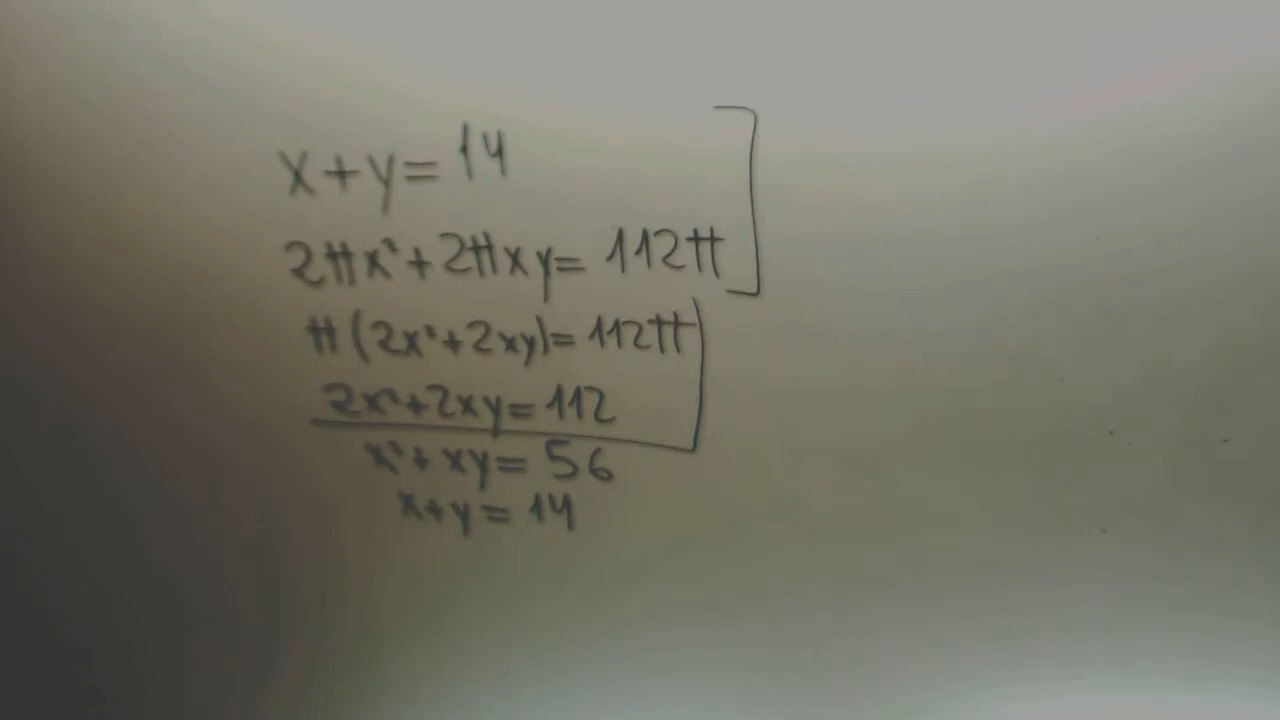 x+y=14
2πx²+2πxy=112π
π(2x²+2xy)=112π
2x²+2xy=112
x²+xy=56
x+y=14